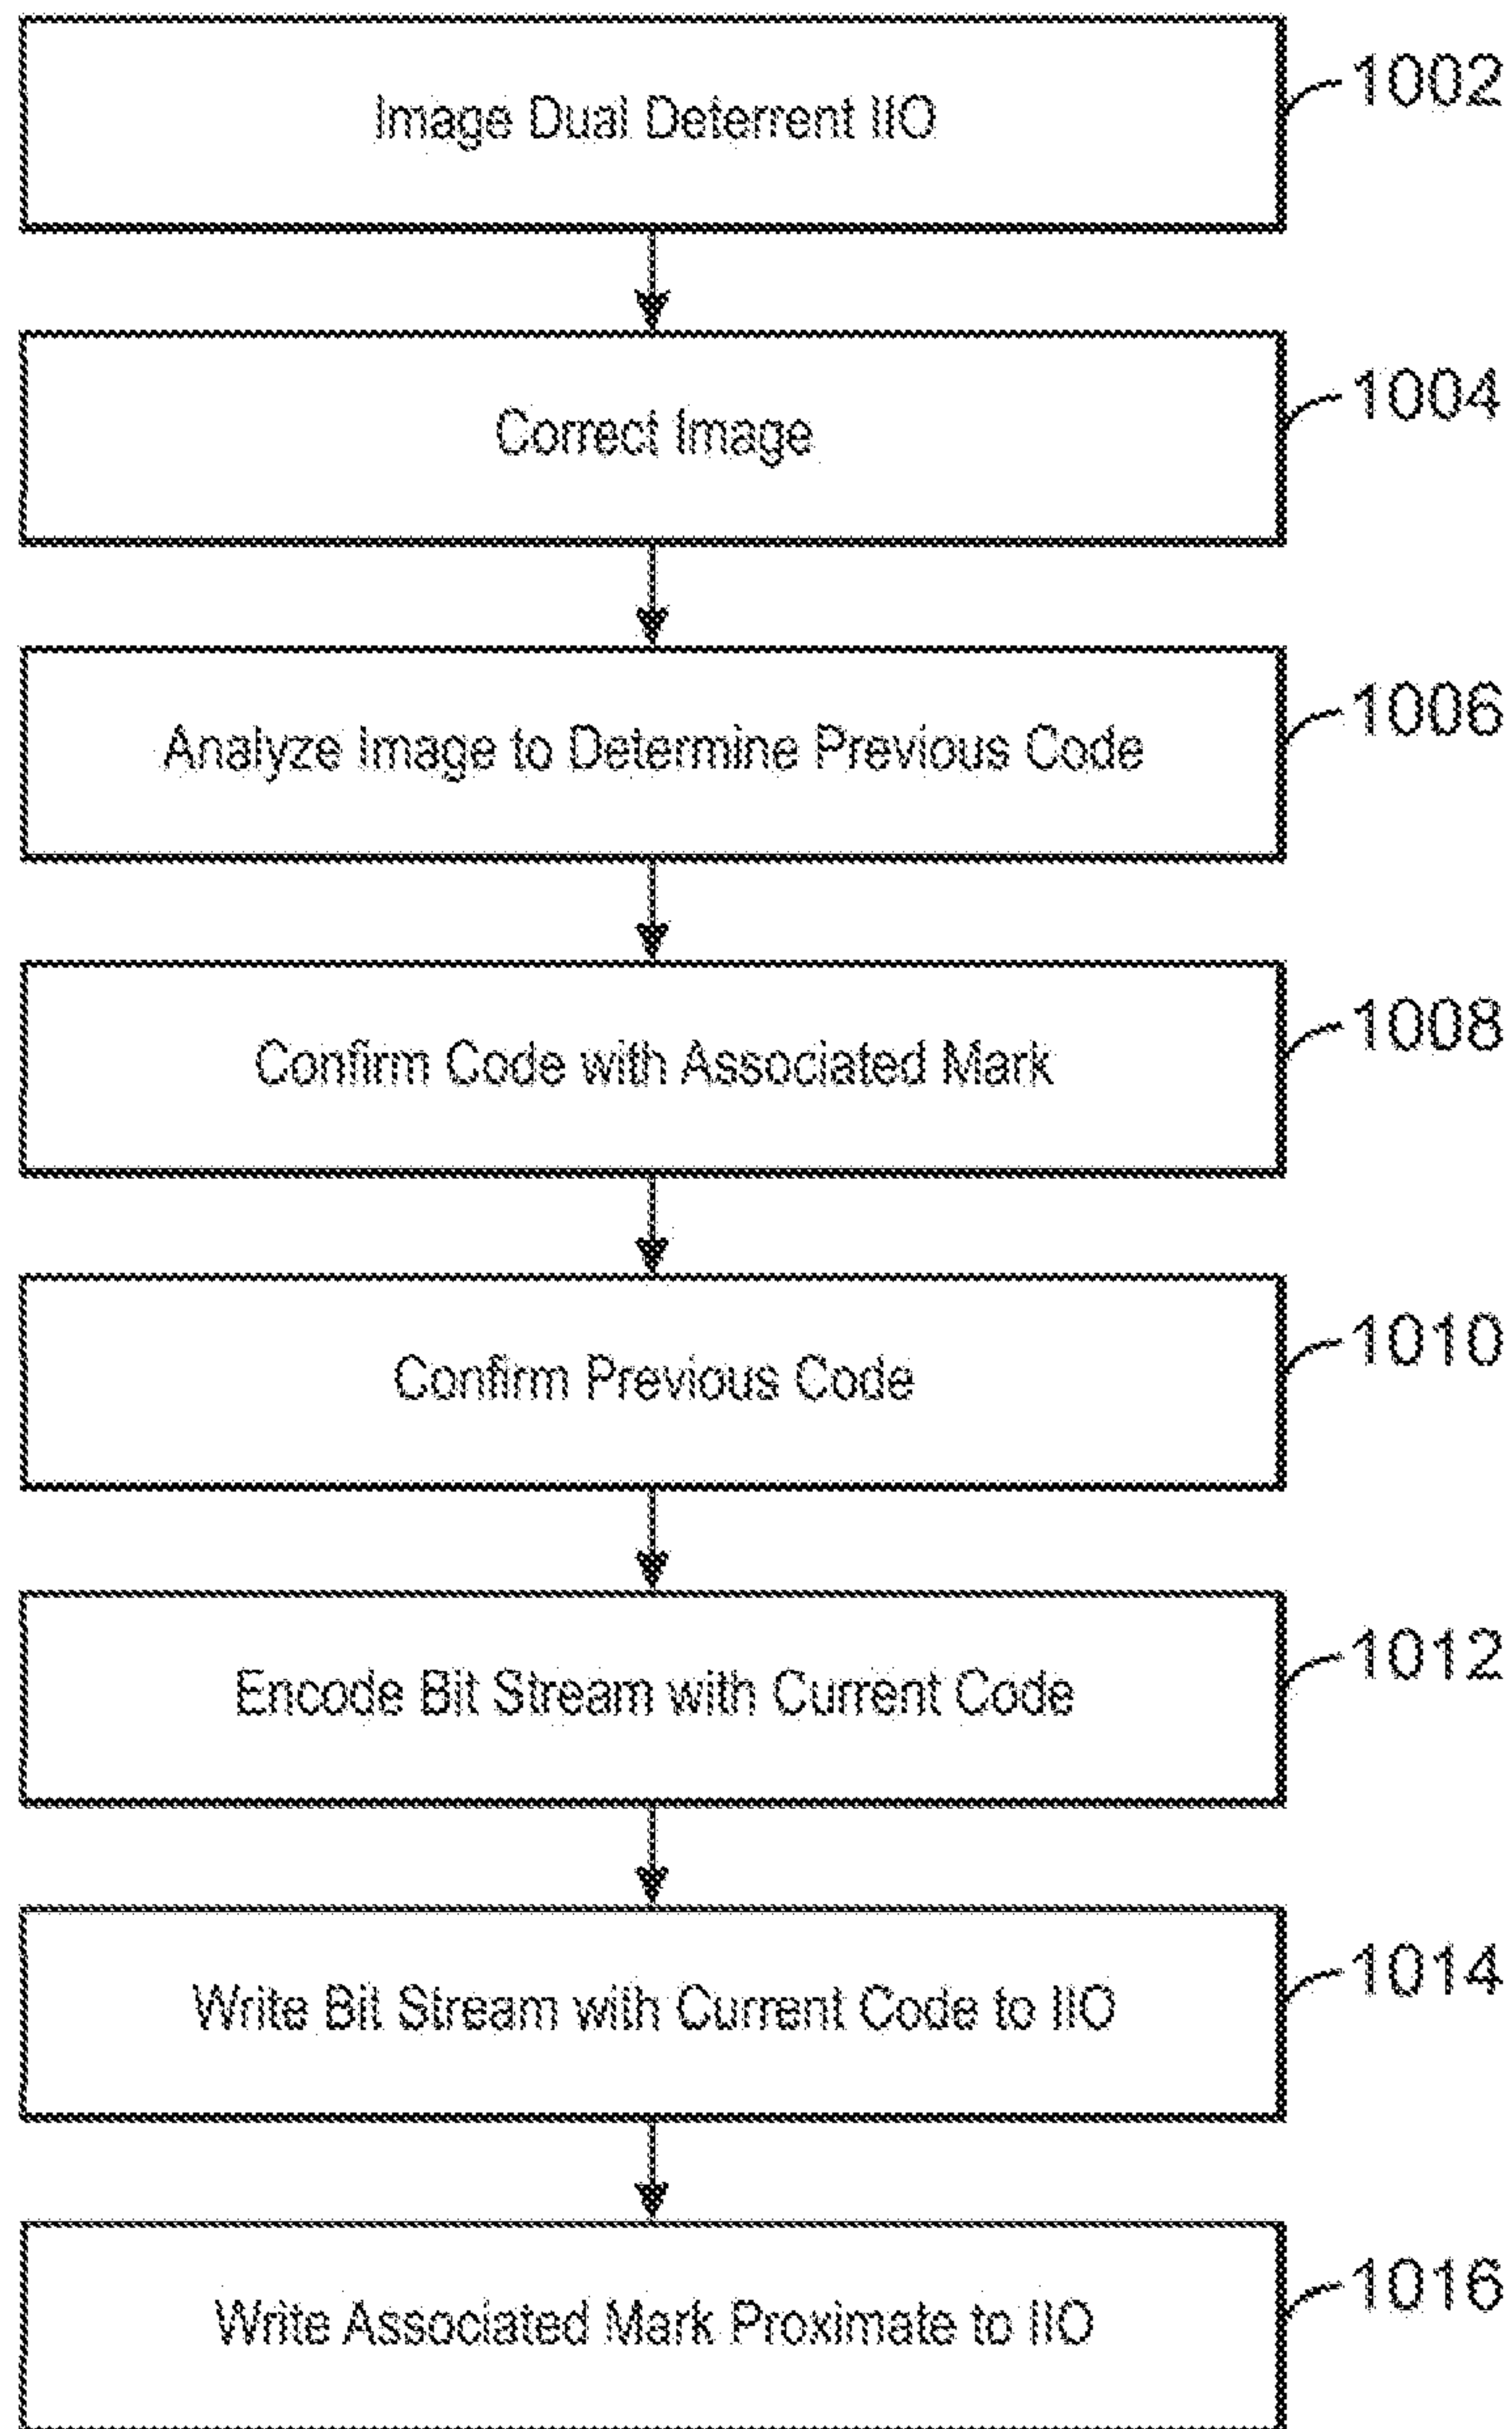 Image Dual Deterrent IIO
1002
Correct Image
1004
Analyze Image to Determine Previous Code
1006
Confirm Code with Associated Mark
1008
Confirm Previous Code
1010
Encode Bit Stream with Current Code
1012
Write Bit Stream with Current Code to IIO
1014
Write Associated Mark Proximate to IIO
1016